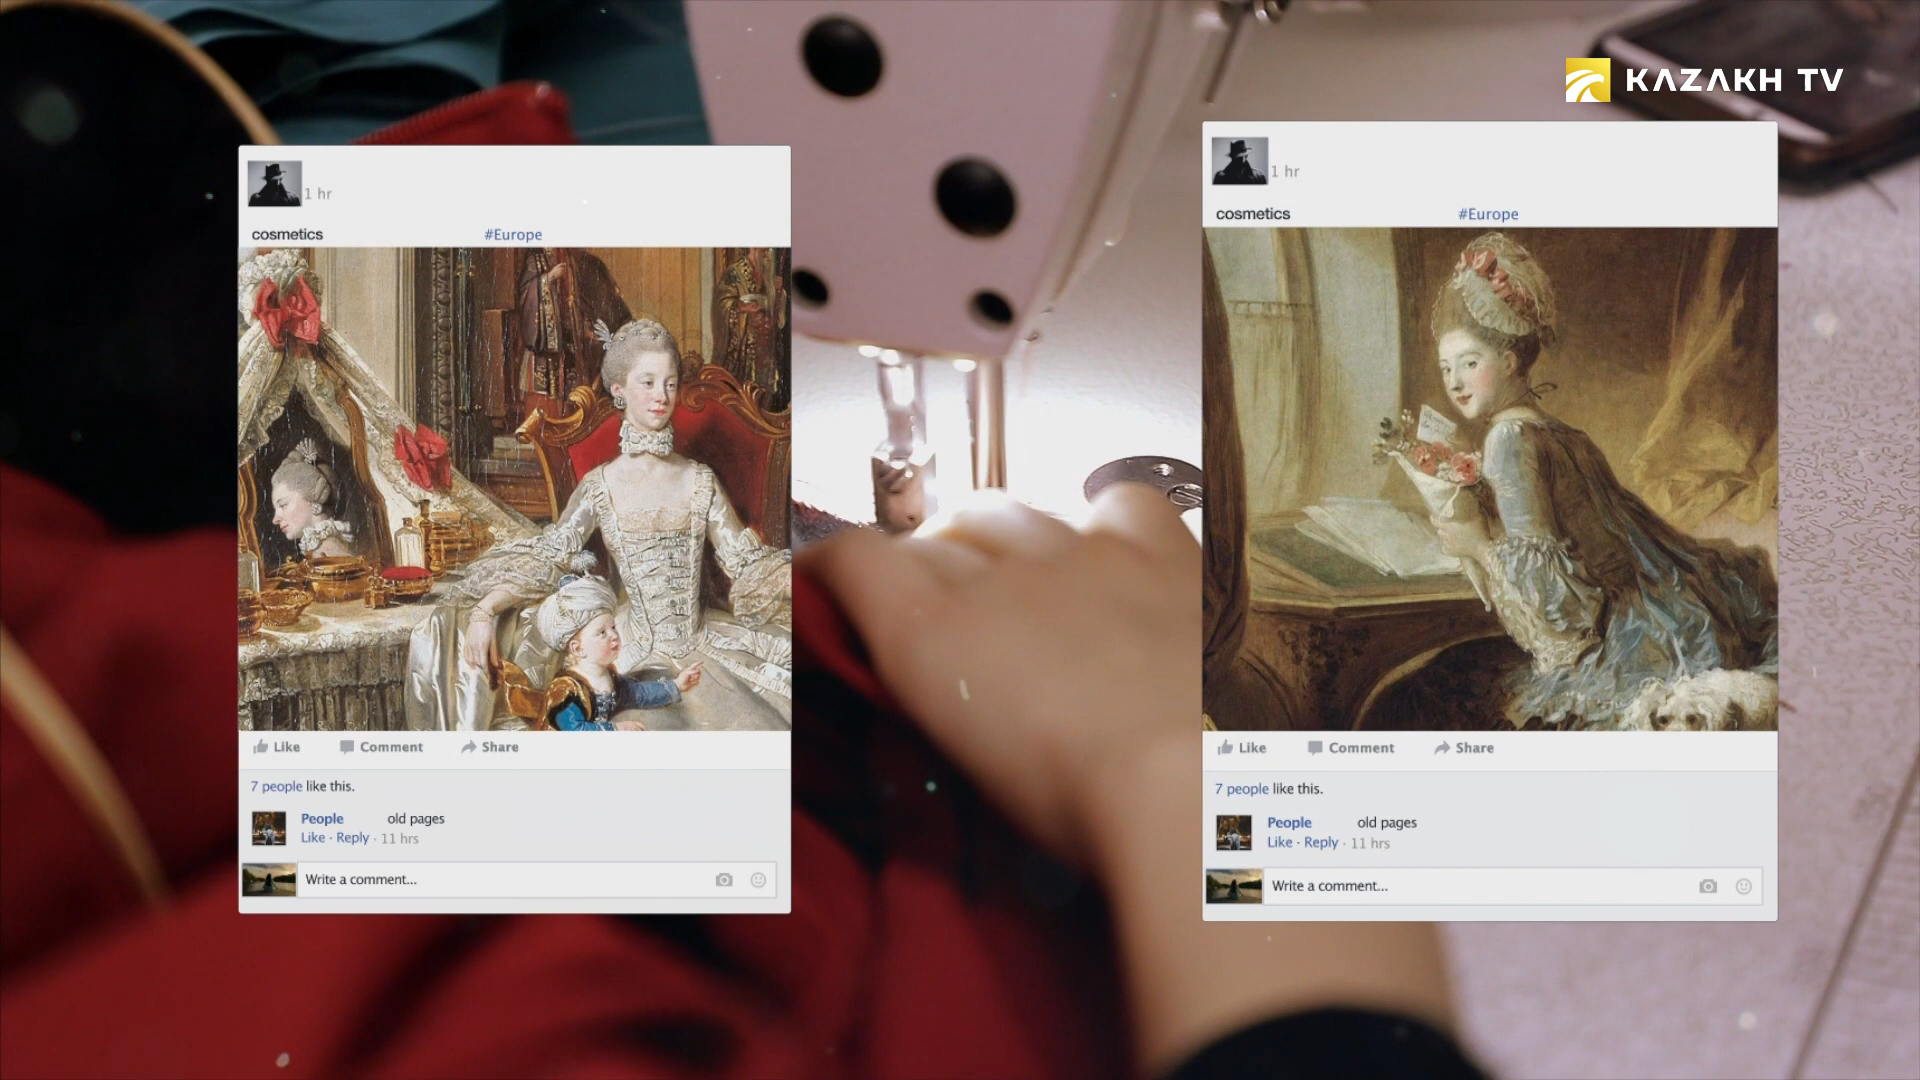 KAZAKH TV
1 hr
cosmetics #Europe
Like Comment Share
7 people like this.
People old pages
Like · Reply · 11 hrs
Write a comment...
1 hr
cosmetics #Europe
Like Comment Share
7 people like this.
People old pages
Like · Reply · 11 hrs
Write a comment...